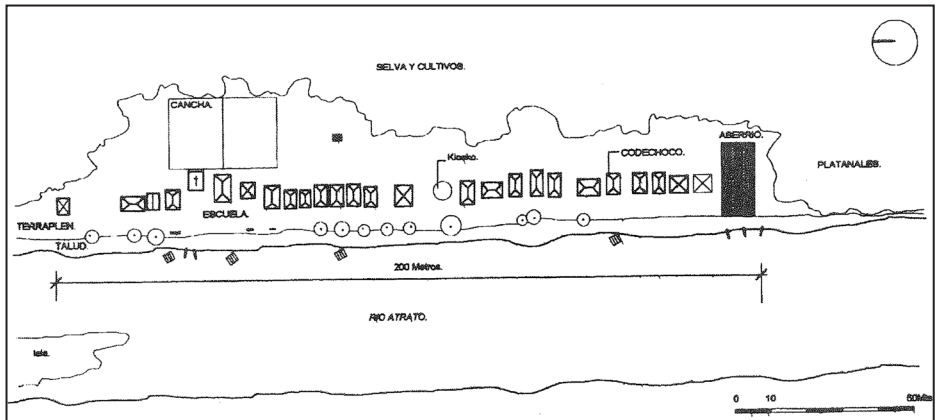 SELVA Y CULTIVOS.
CANCHA.
ABERRIO.
Kiosko.
CODECHOCO.
PLATANALES.
ESCUELA.
TERRAPLEN.
TALUD.
200 Metros.
RIO ATRATO.
Isla.
0 10 50Mts